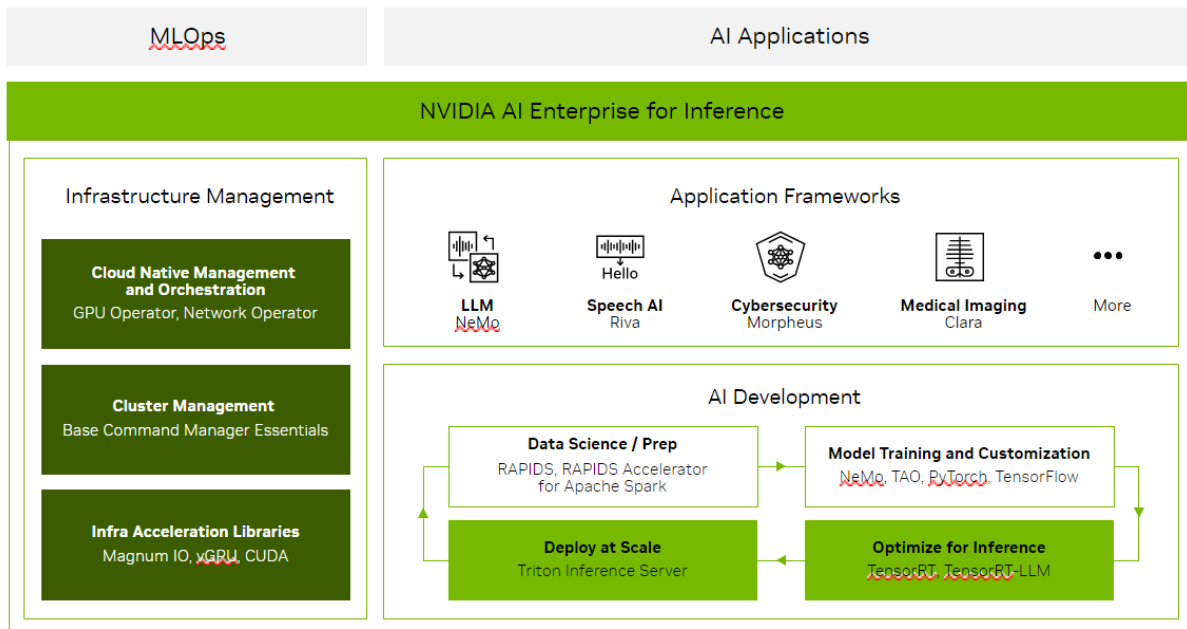 MLOps
AI Applications
NVIDIA AI Enterprise for Inference
Infrastructure Management
Cloud Native Management
and Orchestration
GPU Operator, Network Operator
Cluster Management
Base Command Manager Essentials
Infra Acceleration Libraries
Magnum IO, vGPU, CUDA
Application Frameworks
Hello
LLM
NeMo
Speech AI
Riva
Cybersecurity
Morpheus
Medical Imaging
Clara
More
AI Development
Data Science / Prep
RAPIDS, RAPIDS Accelerator
for Apache Spark
Model Training and Customization
NeMo, TAO, PyTorch, TensorFlow
Deploy at Scale
Triton Inference Server
Optimize for Inference
TensorRT, TensorRT-LLM